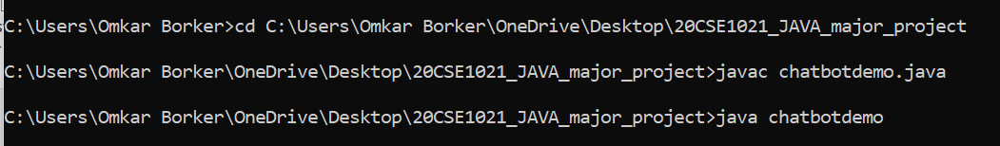 C:\Users\Omkar Borker>cd C:\Users\Omkar Borker\OneDrive\Desktop\20CSE1021_JAVA_major_project
C:\Users\Omkar Borker\OneDrive\Desktop\20CSE1021_JAVA_major_project>javac chatbotdemo.java
C:\Users\Omkar Borker\OneDrive\Desktop\20CSE1021_JAVA_major_project>java chatbotdemo